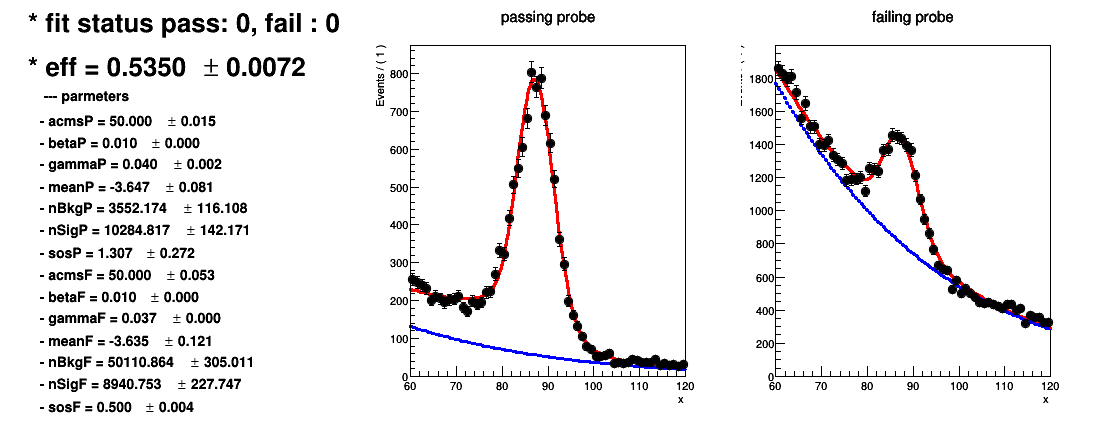 * fit status pass: 0, fail : 0
* eff = 0.5350 ± 0.0072
--- parmeters
- acmsP = 50.000 ± 0.015
- betaP = 0.010 ± 0.000
- gammaP = 0.040 ± 0.002
- meanP = -3.647 ± 0.081
- nBkgP = 3552.174 ± 116.108
- nSigP = 10284.817 ± 142.171
- sosP = 1.307 ± 0.272
- acmsF = 50.000 ± 0.053
- betaF = 0.010 ± 0.000
- gammaF = 0.037 ± 0.000
- meanF = -3.635 ± 0.121
- nBkgF = 50110.864 ± 305.011
- nSigF = 8940.753 ± 227.747
- sosF = 0.500 ± 0.004
passing probe
Events / ( 1 )
800
700
600
500
400
300
200
100
0
60 70 80 90 100 110 120
x
failing probe
1800
1600
1400
1200
1000
800
600
400
200
0
60 70 80 90 100 110 120
x